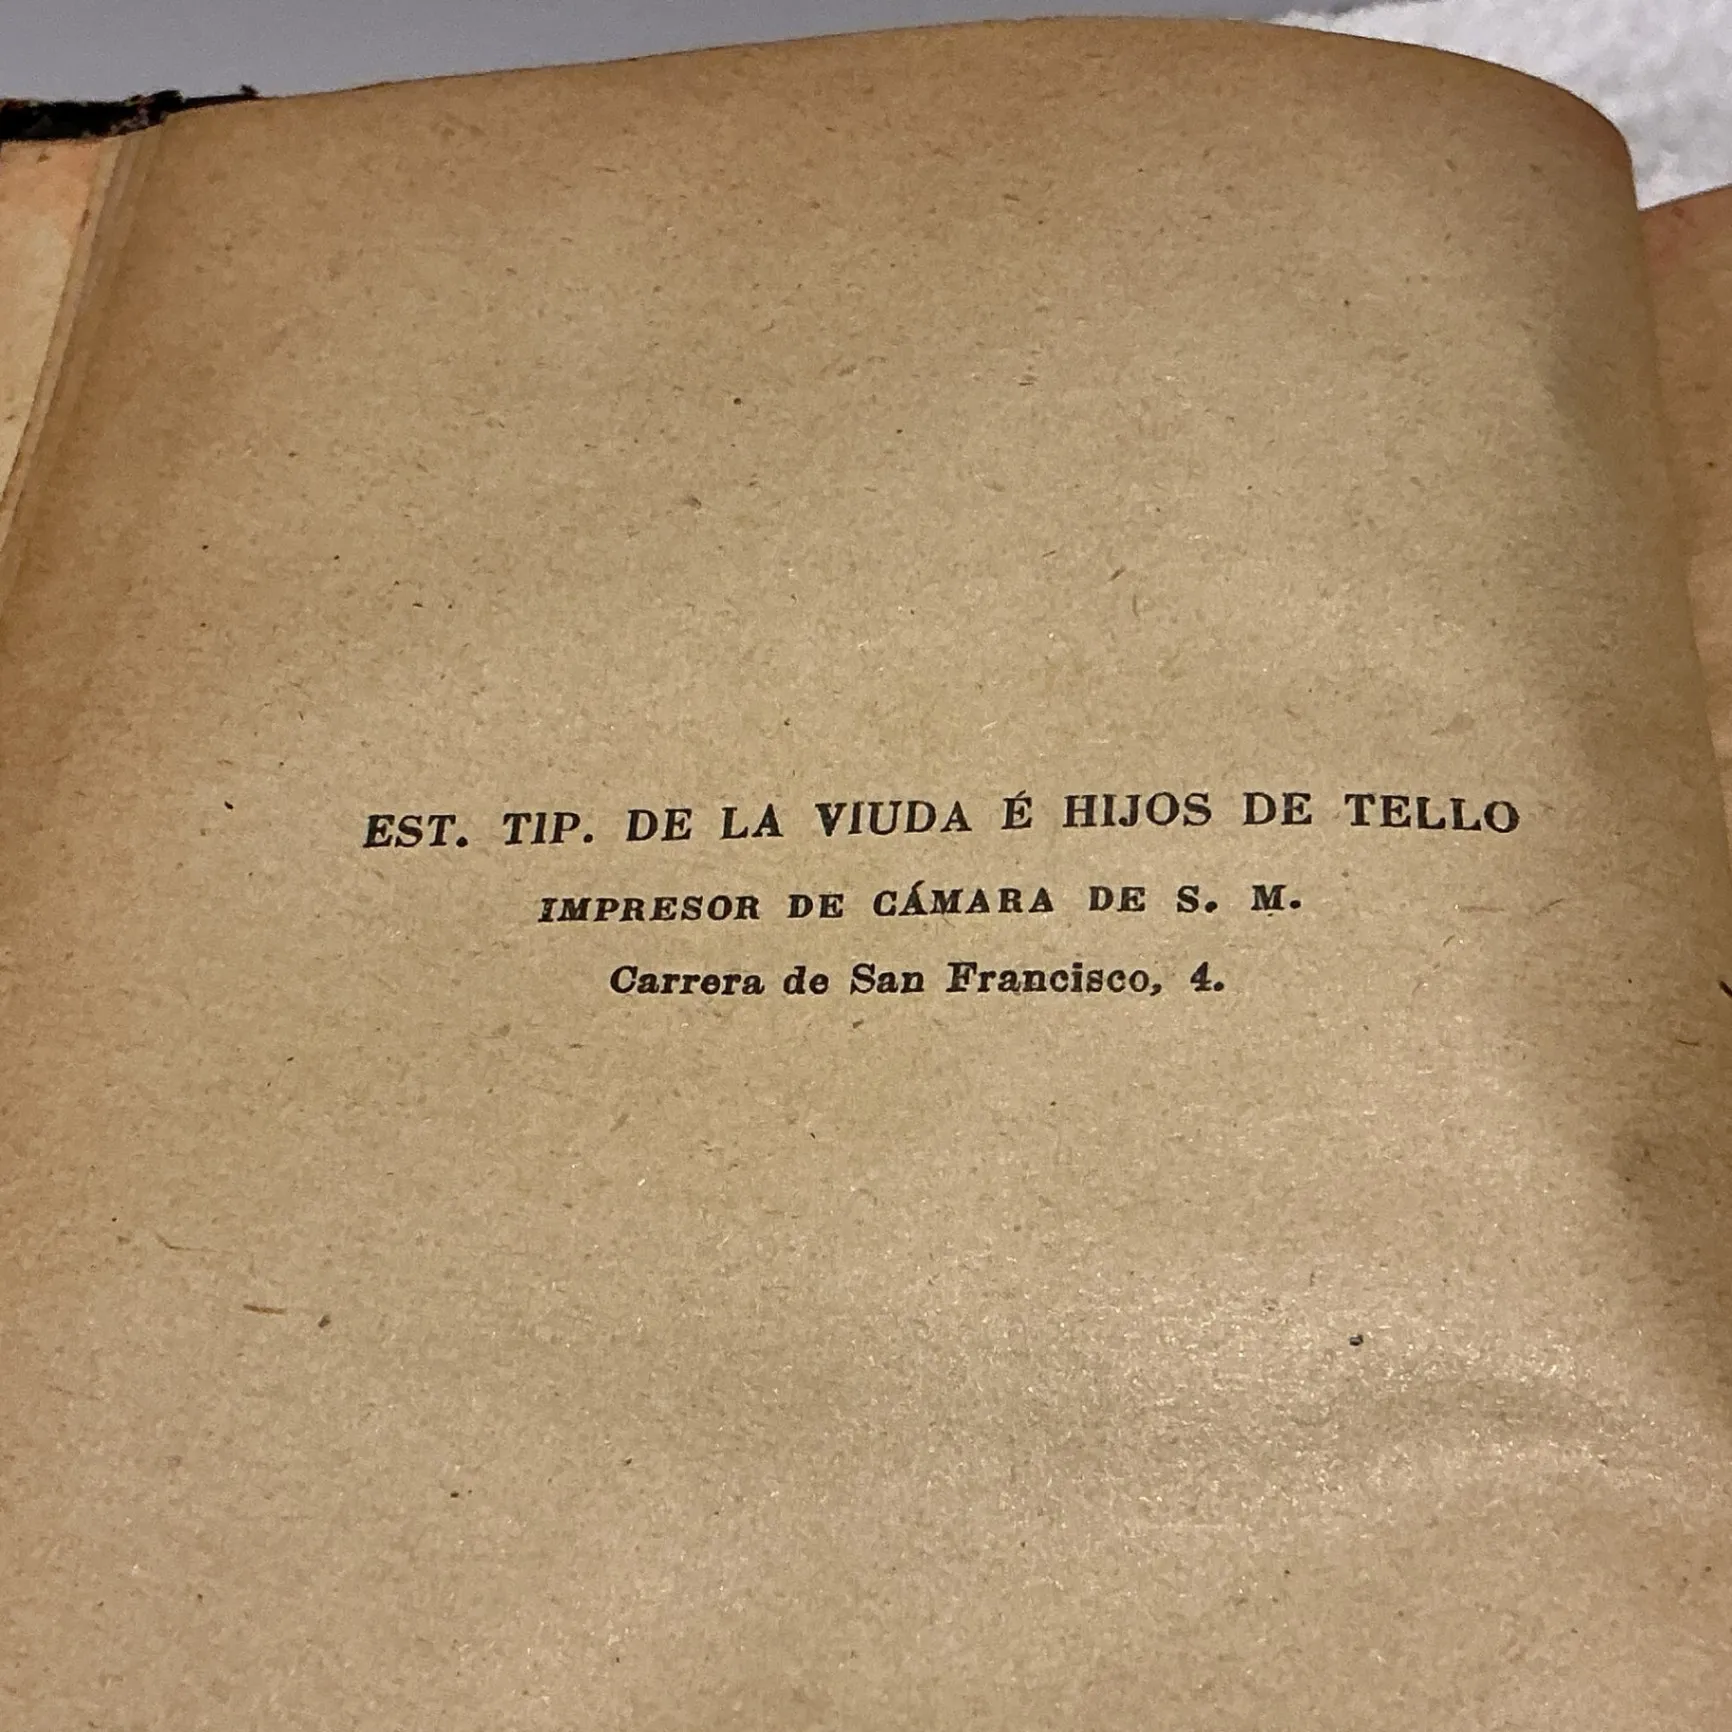 EST. TIP. DE LA VIUDA É HIJOS DE TELLO
IMPRESOR DE CÁMARA DE S. M.
Carrera de San Francisco, 4.